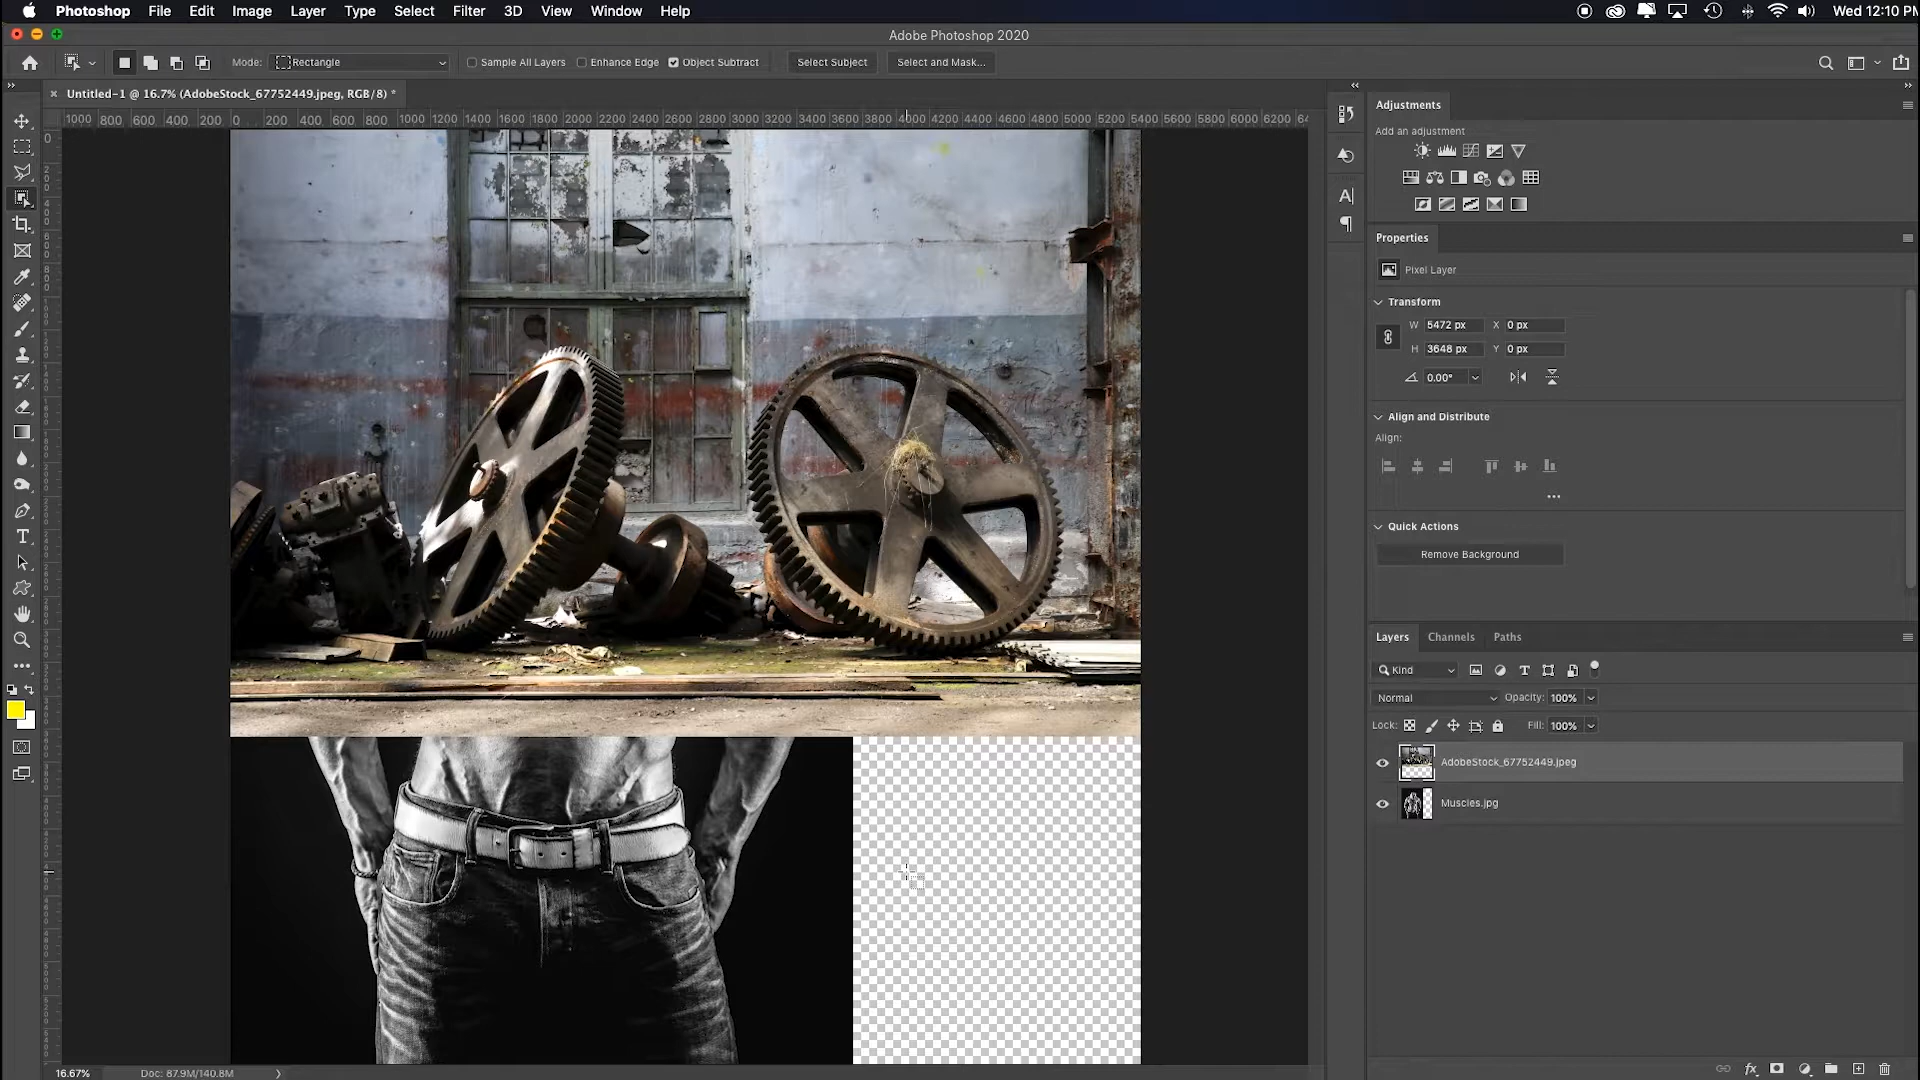 Photoshop File Edit Image Layer Type Select Filter 3D View Window Help Wed 12:10 PM
Adobe Photoshop 2020
Mode: Rectangle Sample All Layers Enhance Edge Object Subtract Select Subject Select and Mask...
Untitled-1 @ 16.7% (AdobeStock_67752449.jpeg, RGB/8) *
1000 800 600 400 200 0 200 400 600 800 1000 1200 1400 1600 1800 2000 2200 2400 2600 2800 3000 3200 3400 3600 3800 4000 4200 4400 4600 4800 5000 5200 5400 5600 5800 6000 6200
Adjustments
Add an adjustment
Properties
Pixel Layer
Transform
W 5472 px X 0 px
H 3648 px Y 0 px
0.00°
Align and Distribute
Align:
Quick Actions
Remove Background
Layers Channels Paths
Kind
Normal Opacity: 100%
Lock: Fill: 100%
AdobeStock_67752449.jpeg
Muscles.jpg
16.67% Doc: 87.9M/140.8M
fx